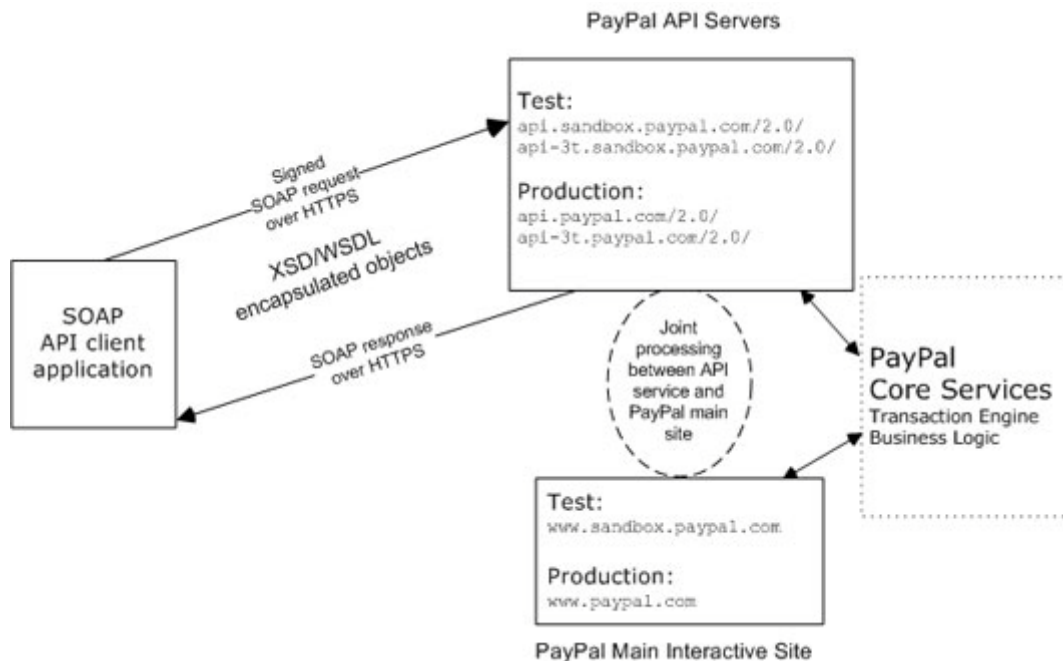 PayPal API Servers
Test:
api.sandbox.paypal.com/2.0/
api-3t.sandbox.paypal.com/2.0/
Production:
api.paypal.com/2.0/
api-3t.paypal.com/2.0/
Signed
SOAP request
over HTTPS
XSD/WSDL
encapsulated objects
SOAP response
over HTTPS
SOAP
API client
application
Joint
processing
between API
service and
PayPal main
site
PayPal
Core Services
Transaction Engine
Business Logic
Test:
www.sandbox.paypal.com
Production:
www.paypal.com
PayPal Main Interactive Site